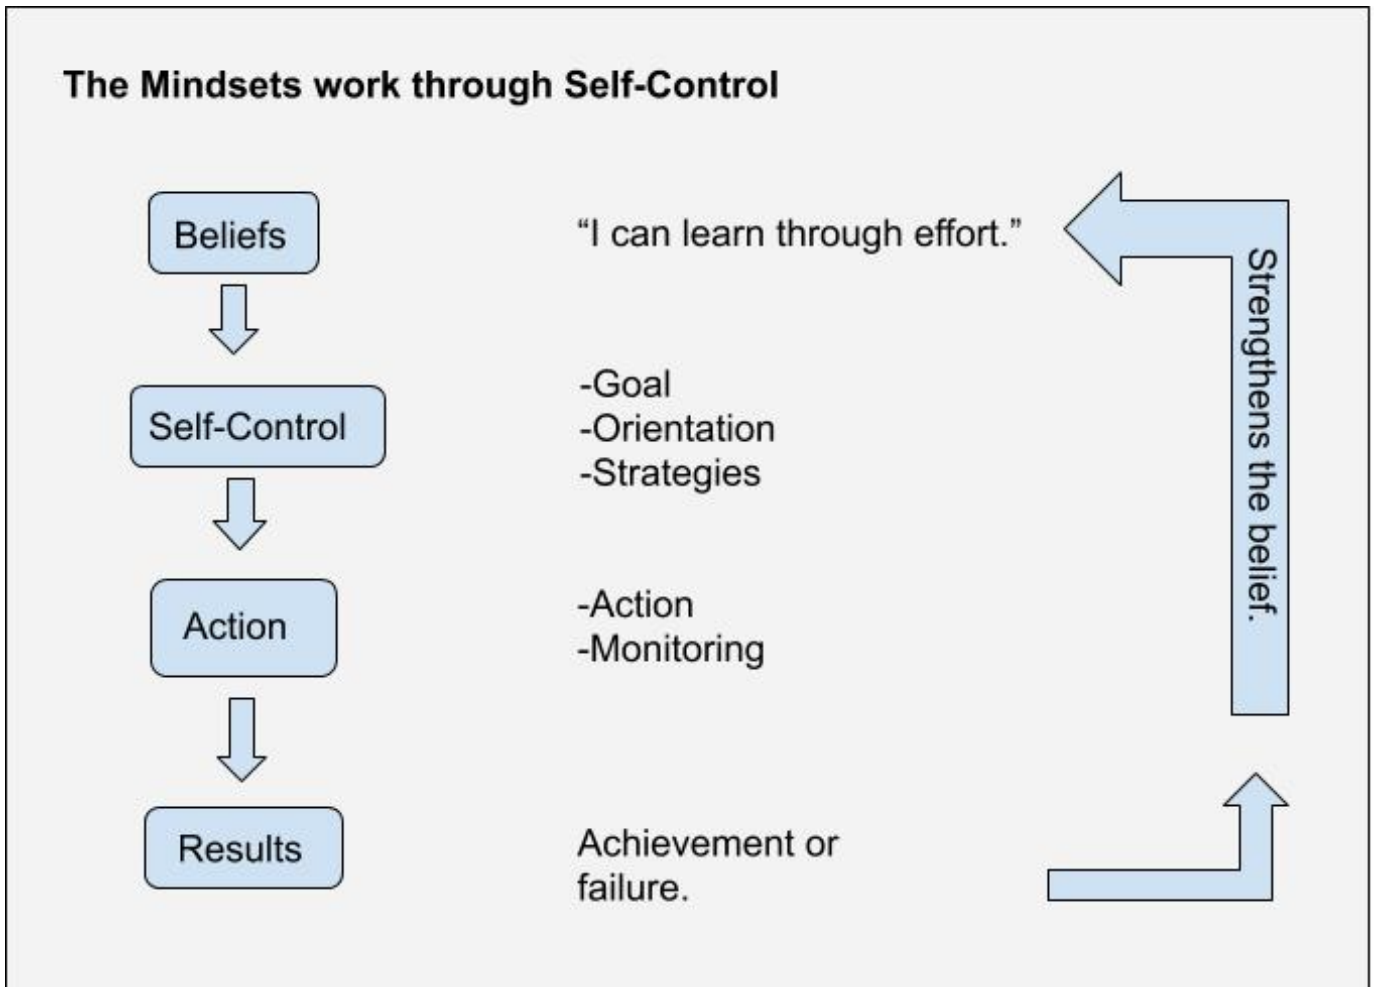 The Mindsets work through Self-Control
Beliefs
“I can learn through effort.”
Self-Control
-Goal
-Orientation
-Strategies
Action
-Action
-Monitoring
Results
Achievement or
failure.
Strengthens the belief.